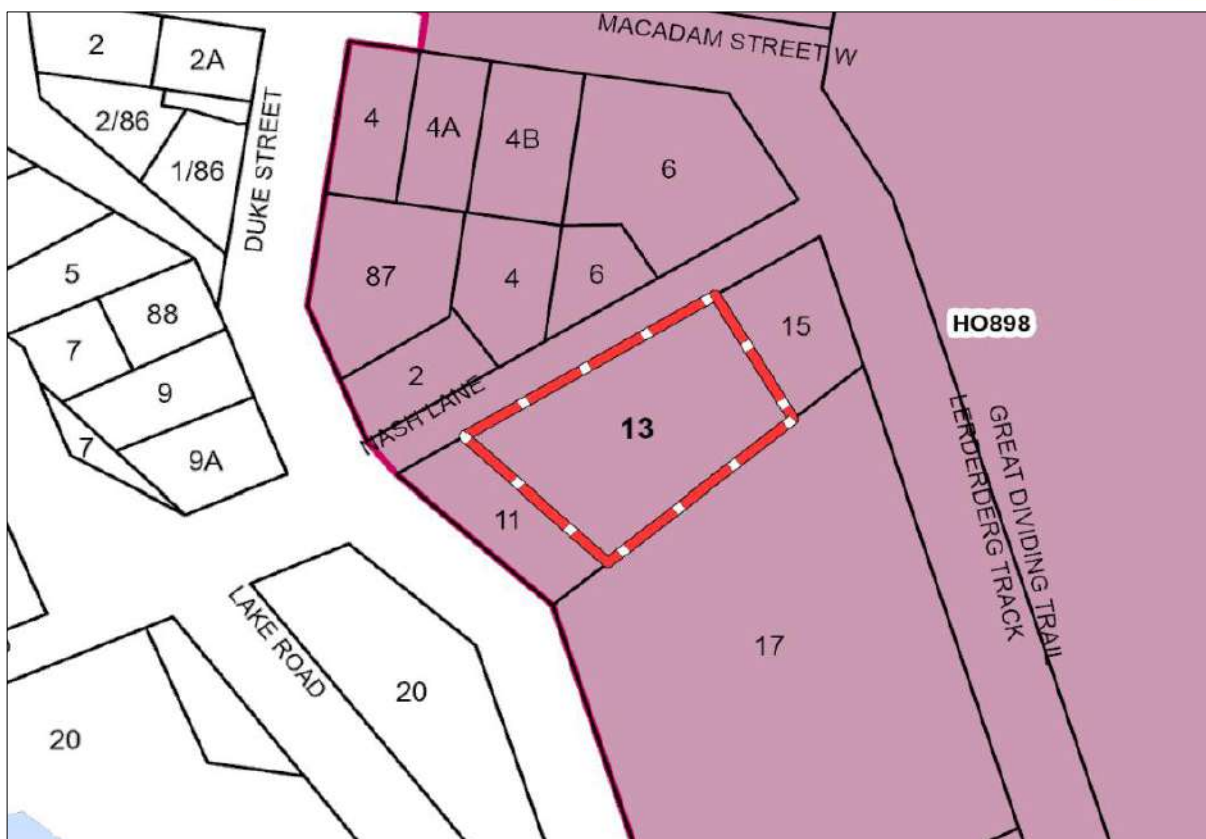 MACADAM STREET W
2
2A
2/86
1/86
DUKE STREET
4
4A
4B
6
5
88
7
9
7
9A
87
4
6
2
NASH LANE
15
13
11
HO898
GREAT DIVIDING TRAIL
LERDERDERG TRACK
17
LAKE ROAD
20
20